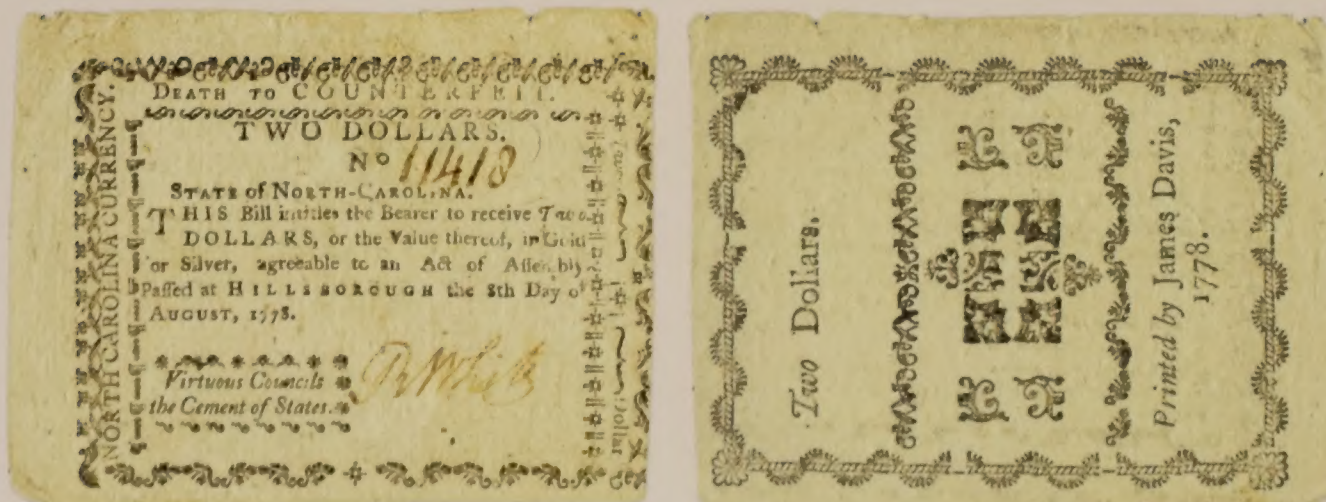 DEATH TO COUNTERFEIT.
TWO DOLLARS.
No 11418
STATE of NORTH-CAROLINA.
THIS Bill intitles the Bearer to receive Two
DOLLARS, or the Value thereof, in Gold
or Silver, agreeable to an Act of Assembly
Passed at HILLSBOROUGH the 8th Day of
AUGUST, 1778.
Virtuous Councils
the Cement of States.
White
NORTH CAROLINA CURRENCY.
Dollar
Two Dollars.
Printed by James Davis,
1778.